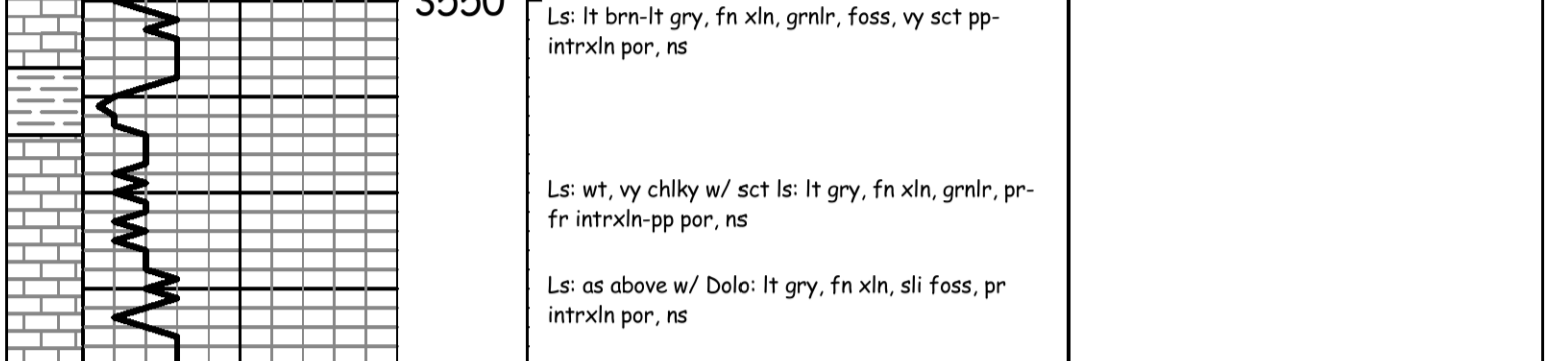 3550
Ls: lt brn-lt gry, fn xln, grnlr, foss, vy sct pp-
intrxln por, ns
Ls: wt, vy chlky w/ sct ls: lt gry, fn xln, grnlr, pr-
fr intrxln-pp por, ns
Ls: as above w/ Dolo: lt gry, fn xln, sli foss, pr
intrxln por, ns